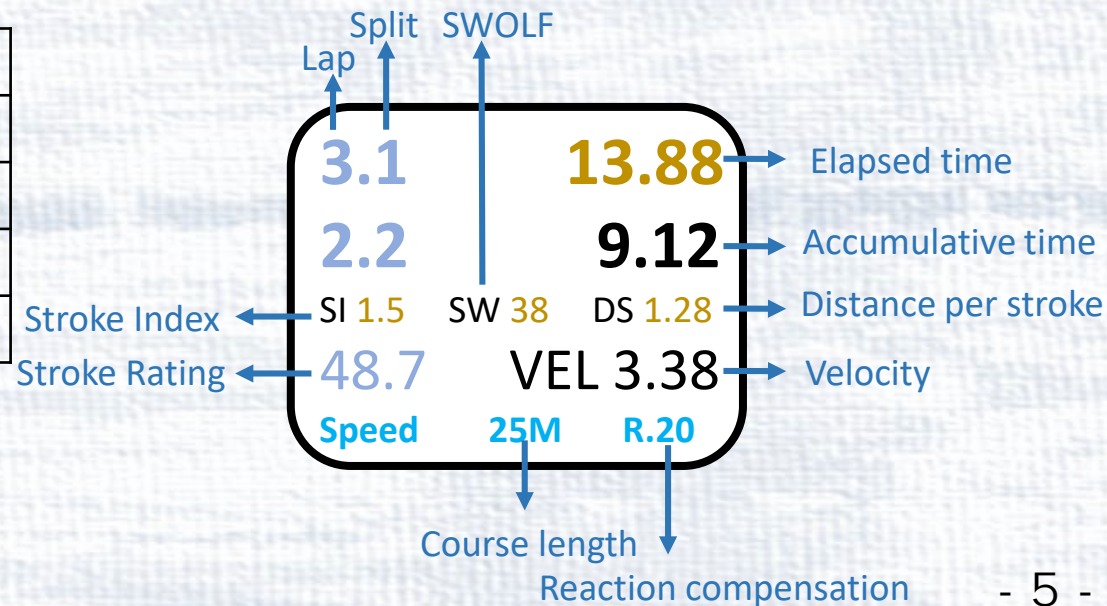 Split SWOLF
Lap
3.1 13.88 Elapsed time
2.2 9.12 Accumulative time
Stroke Index SI 1.5 SW 38 DS 1.28 Distance per stroke
Stroke Rating 48.7 VEL 3.38 Velocity
Speed 25M R.20
Course length
Reaction compensation
- 5 -